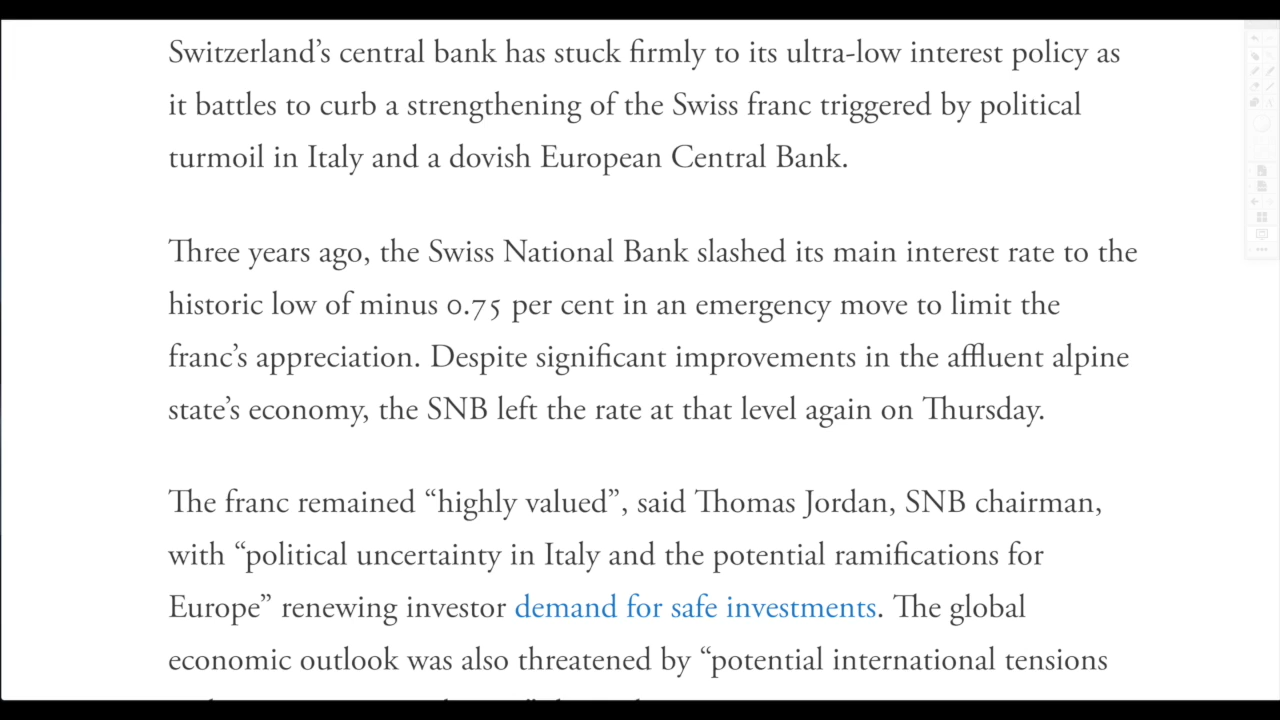 Switzerland’s central bank has stuck firmly to its ultra-low interest policy as
it battles to curb a strengthening of the Swiss franc triggered by political
turmoil in Italy and a dovish European Central Bank.
Three years ago, the Swiss National Bank slashed its main interest rate to the
historic low of minus 0.75 per cent in an emergency move to limit the
franc’s appreciation. Despite significant improvements in the affluent alpine
state’s economy, the SNB left the rate at that level again on Thursday.
The franc remained “highly valued”, said Thomas Jordan, SNB chairman,
with “political uncertainty in Italy and the potential ramifications for
Europe” renewing investor demand for safe investments. The global
economic outlook was also threatened by “potential international tensions